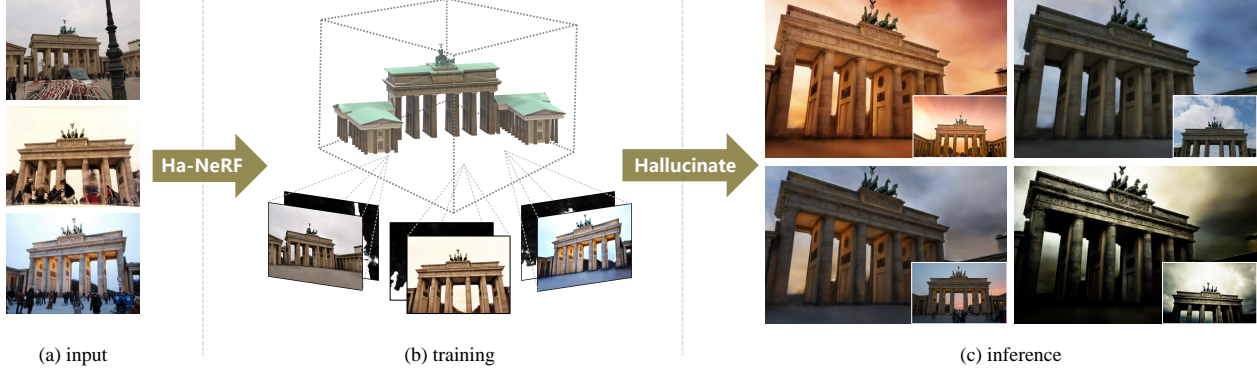 Ha-NeRF
Hallucinate
(a) input
(b) training
(c) inference